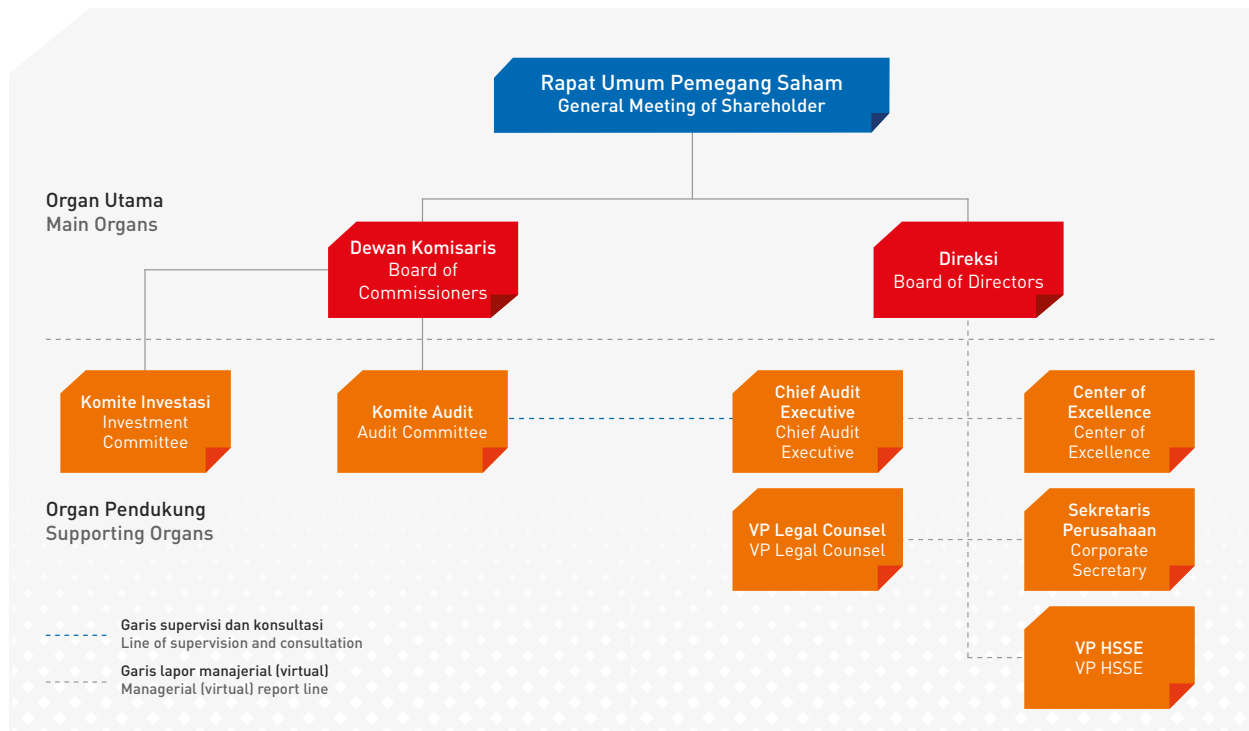 Rapat Umum Pemegang Saham
General Meeting of Shareholder
Organ Utama
Main Organs
Dewan Komisaris
Board of
Commissioners
Direksi
Board of Directors
Komite Investasi
Investment
Committee
Komite Audit
Audit Committee
Chief Audit
Executive
Chief Audit
Executive
Center of
Excellence
Center of
Excellence
Organ Pendukung
Supporting Organs
VP Legal Counsel
VP Legal Counsel
Sekretaris
Perusahaan
Corporate
Secretary
Garis supervisi dan konsultasi
Line of supervision and consultation
Garis lapor manajerial (virtual)
Managerial (virtual) report line
VP HSSE
VP HSSE